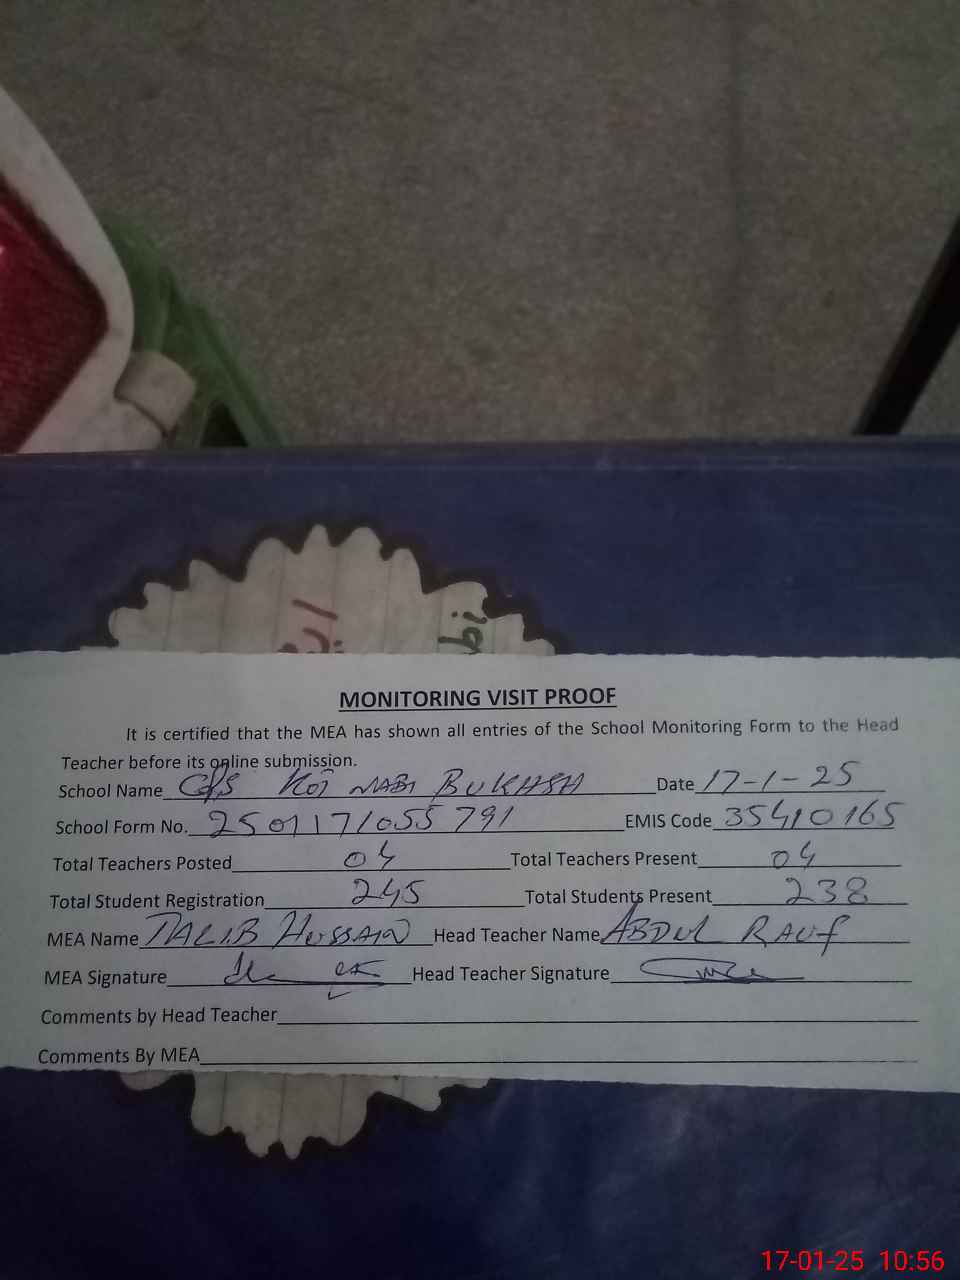 MONITORING VISIT PROOF
It is certified that the MEA has shown all entries of the School Monitoring Form to the Head
Teacher before its online submission.
School Name GPS KOT NABI BUKHSH Date 17-1-25
School Form No. 2501171055791 EMIS Code 35410165
Total Teachers Posted 04 Total Teachers Present 04
Total Student Registration 245 Total Students Present 238
MEA Name TALIB HUSSAIN Head Teacher Name ABDUL RAUF
MEA Signature Head Teacher Signature
Comments by Head Teacher
Comments By MEA
17-01-25 10:56